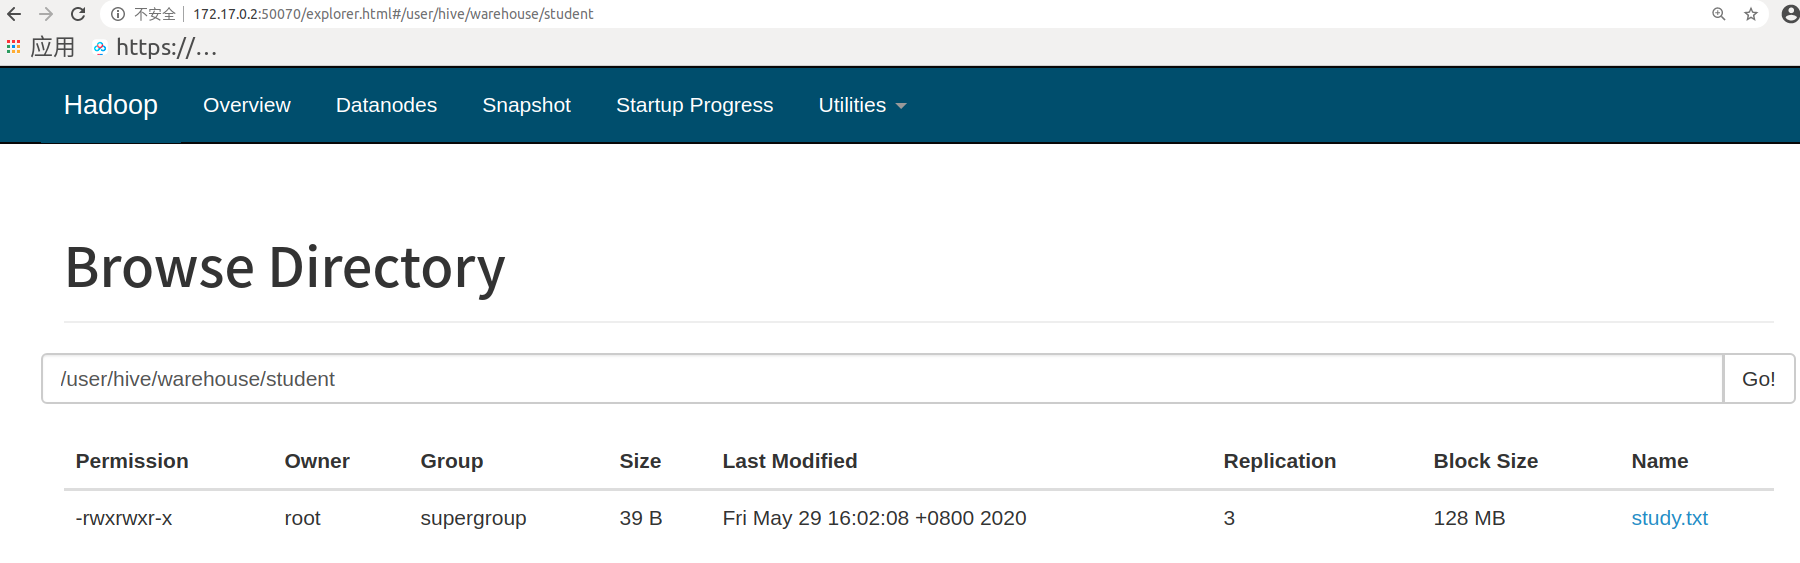 不安全 172.17.0.2:50070/explorer.html#/user/hive/warehouse/student
应用 https://...
Hadoop Overview Datanodes Snapshot Startup Progress Utilities
Browse Directory
/user/hive/warehouse/student Go!
Permission Owner Group Size Last Modified Replication Block Size Name
-rwxrwxr-x root supergroup 39 B Fri May 29 16:02:08 +0800 2020 3 128 MB study.txt